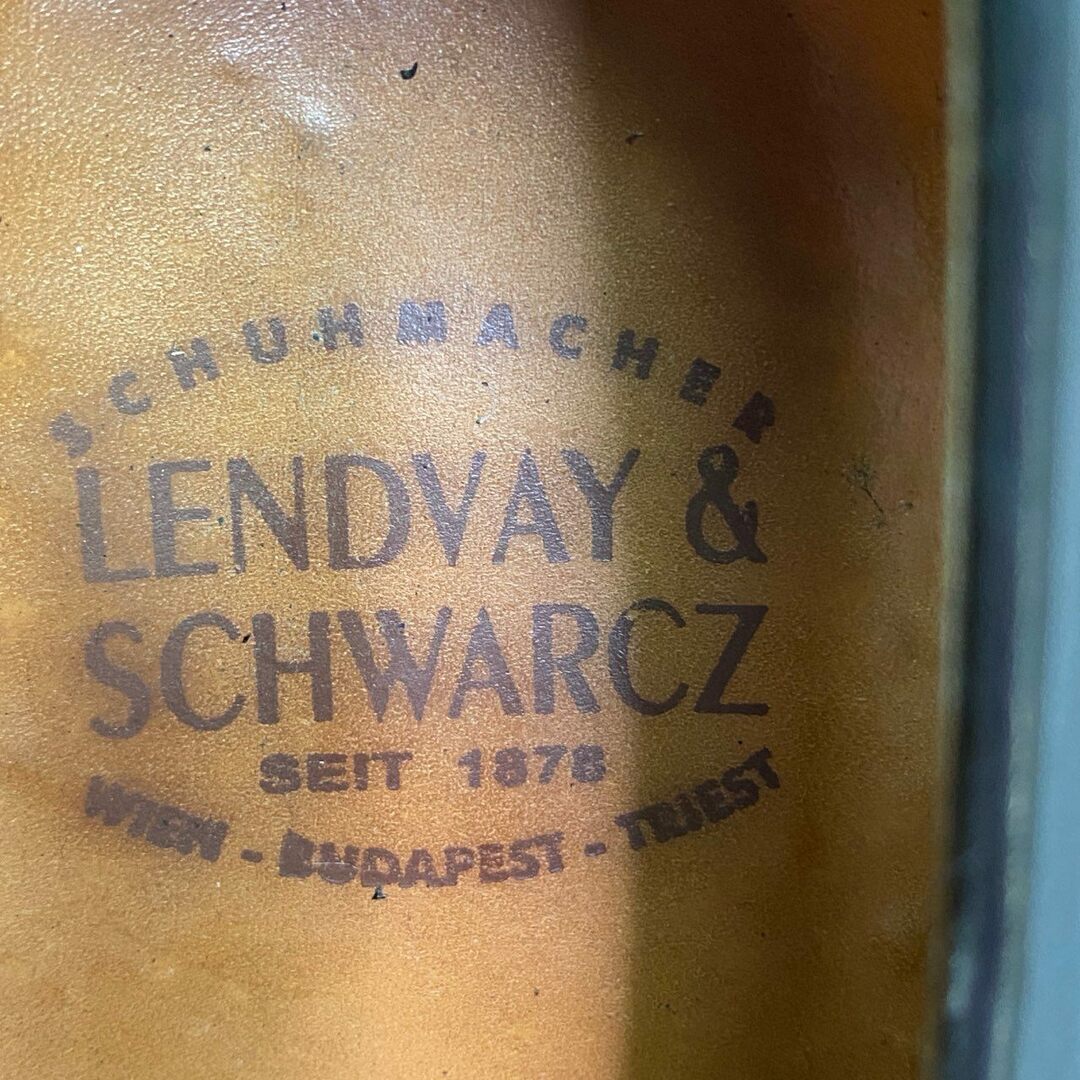 SCHUHMACHER
LENDVAY &
SCHWARCZ
SEIT 1878
WIEN - BUDAPEST - TRIEST